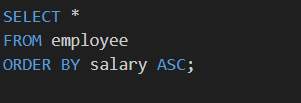 SELECT *
FROM employee
ORDER BY salary ASC;